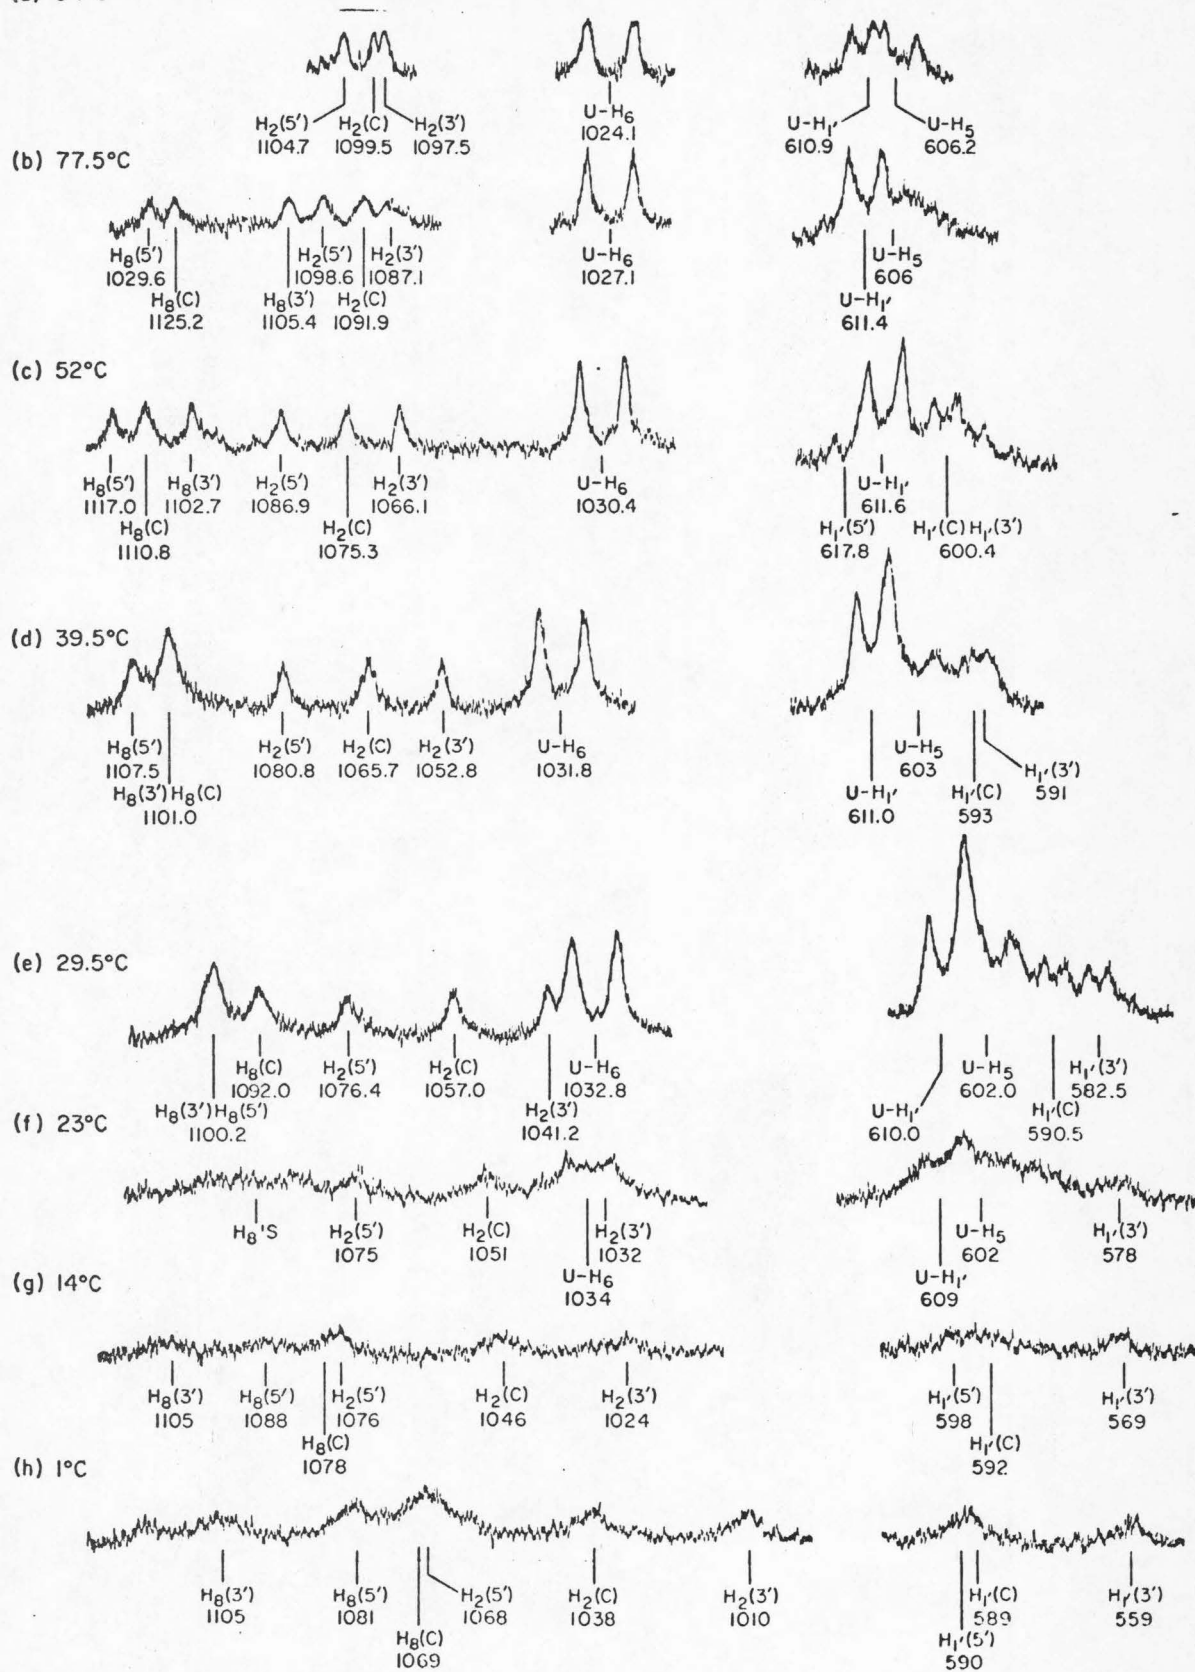 H₂(5') H₂(C) H₂(3') U-H₆ U-H₁' U-H₅
1104.7 1099.5 1097.5 1024.1 610.9 606.2
(b) 77.5°C
H₈(5') H₂(5') H₂(3') U-H₆ U-H₅
1029.6 1098.6 1087.1 1027.1 606
H₈(C) H₈(3') H₂(C) U-H₁'
1125.2 1105.4 1091.9 611.4
(c) 52°C
H₈(5') H₈(3') H₂(5') H₂(3') U-H₆ U-H₁'
1117.0 1102.7 1086.9 1066.1 1030.4 611.6
H₈(C) H₂(C) H₁'(5') H₁'(C) H₁'(3')
1110.8 1075.3 617.8 600.4
(d) 39.5°C
H₈(5') H₂(5') H₂(C) H₂(3') U-H₆ U-H₅ H₁'(3')
1107.5 1080.8 1065.7 1052.8 1031.8 603 591
H₈(3') H₈(C) U-H₁' H₁'(C)
1101.0 611.0 593
(e) 29.5°C
H₈(C) H₂(5') H₂(C) U-H₆ U-H₅ H₁'(3')
1092.0 1076.4 1057.0 1032.8 602.0 582.5
H₈(3') H₈(5') H₂(3') U-H₁' H₁'(C)
1100.2 1041.2 610.0 590.5
(f) 23°C
H₈'S H₂(5') H₂(C) H₂(3') U-H₅ H₁'(3')
1075 1051 1032 602 578
U-H₆ U-H₁'
1034 609
(g) 14°C
H₈(3') H₈(5') H₂(5') H₂(C) H₂(3') H₁'(5') H₁'(3')
1105 1088 1076 1046 1024 598 569
H₈(C) H₁'(C)
1078 592
(h) 1°C
H₈(3') H₈(5') H₂(5') H₂(C) H₂(3') H₁'(C) H₁'(3')
1105 1081 1068 1038 1010 589 559
H₈(C) H₁'(5')
1069 590